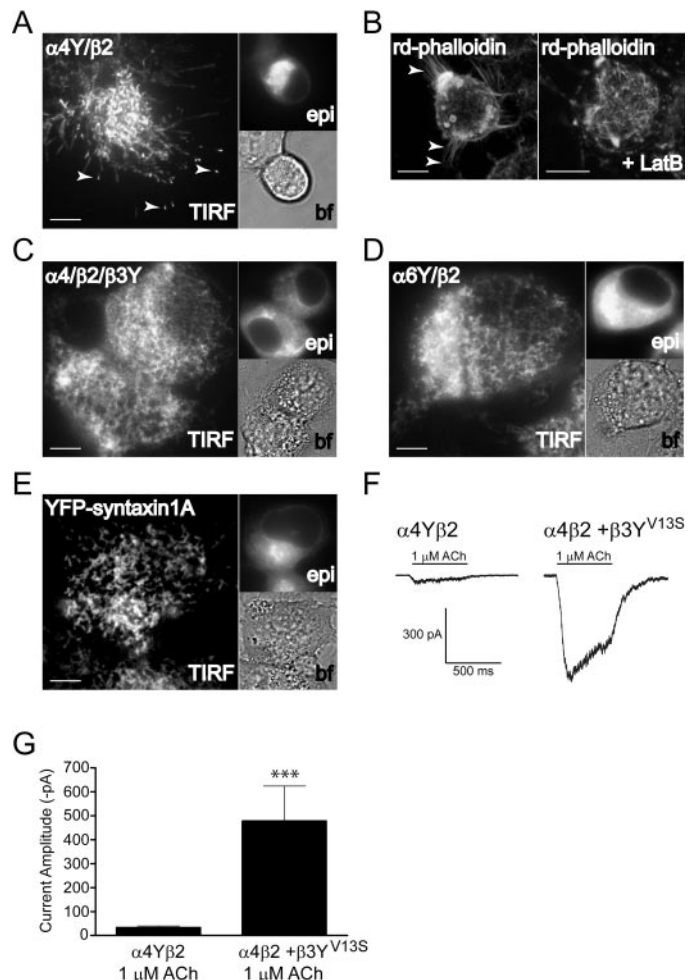 A
α4Y/β2
epi
TIRF
bf
B
rd-phalloidin
rd-phalloidin
+ LatB
C
α4/β2/β3Y
epi
TIRF
bf
D
α6Y/β2
epi
TIRF
bf
E
YFP-syntaxin1A
epi
TIRF
bf
F
α4Yβ2
α4β2 +β3Y^V13S
1 μM ACh
1 μM ACh
300 pA
500 ms
G
Current Amplitude (-pA)
700
600
500
400
300
200
100
0
***
α4Yβ2
1 μM ACh
α4β2 +β3Y^V13S
1 μM ACh